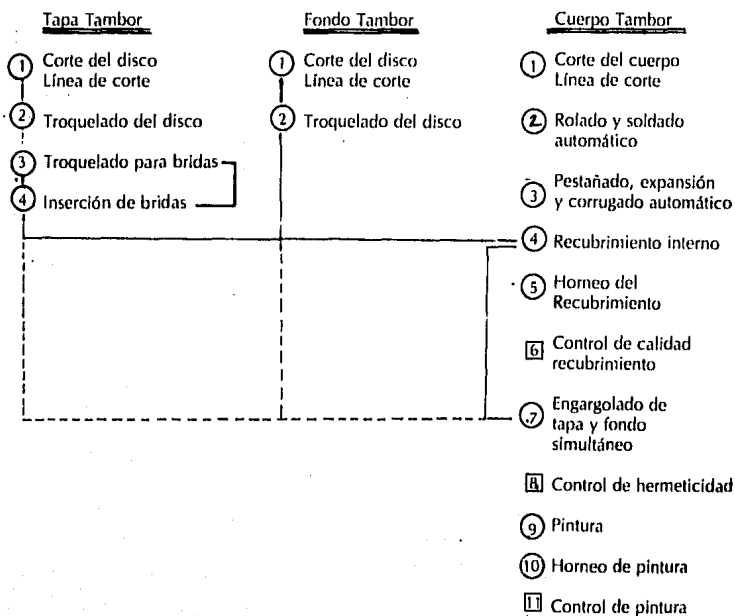 Tapa Tambor
1 Corte del disco
Línea de corte
2 Troquelado del disco
3 Troquelado para bridas
4 Inserción de bridas
Fondo Tambor
1 Corte del disco
Línea de corte
2 Troquelado del disco
Cuerpo Tambor
1 Corte del cuerpo
Línea de corte
2 Rolado y soldado
automático
3 Pestañado, expansión
y corrugado automático
4 Recubrimiento interno
5 Horneo del
Recubrimiento
6 Control de calidad
recubrimiento
7 Engargolado de
tapa y fondo
simultáneo
8 Control de hermeticidad
9 Pintura
10 Horneo de pintura
11 Control de pintura